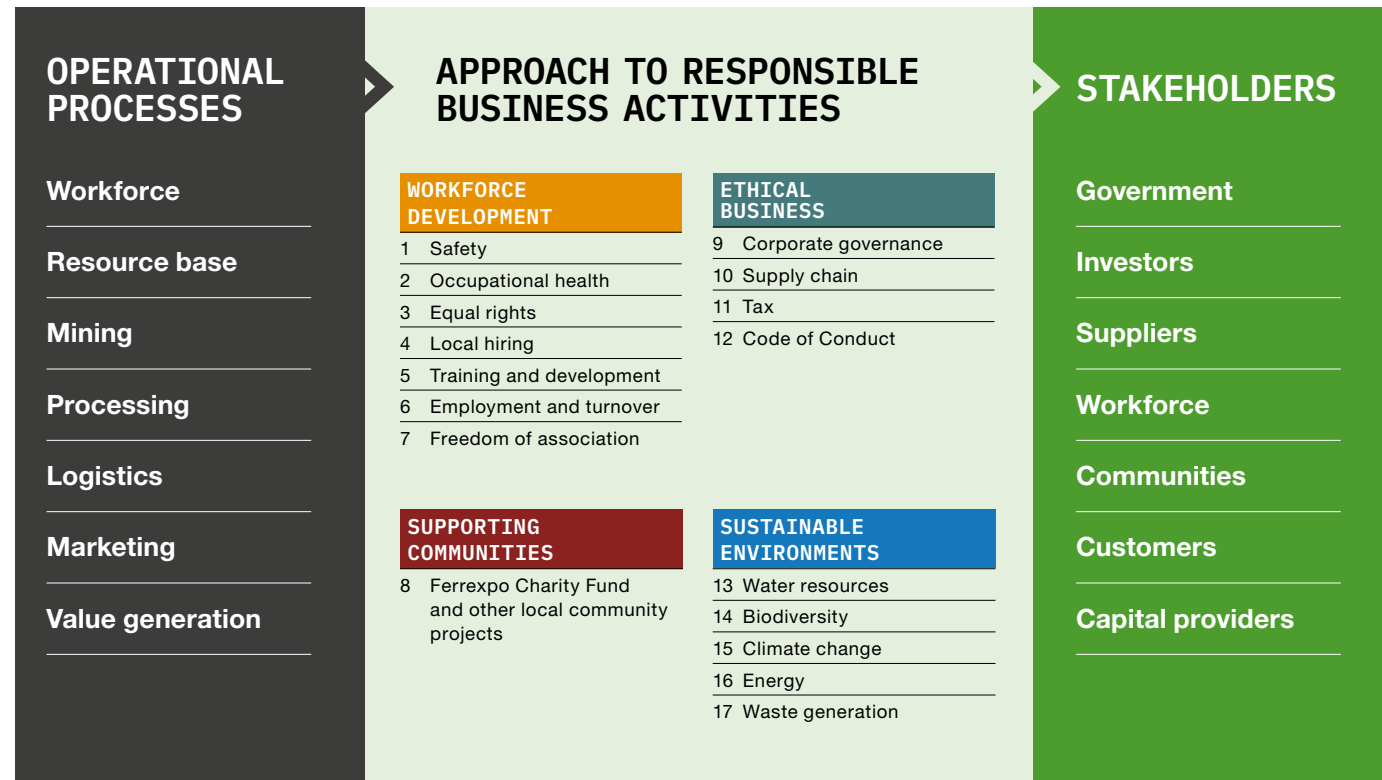 OPERATIONAL
PROCESSES
Workforce
Resource base
Mining
Processing
Logistics
Marketing
Value generation
APPROACH TO RESPONSIBLE
BUSINESS ACTIVITIES
WORKFORCE
DEVELOPMENT
1 Safety
2 Occupational health
3 Equal rights
4 Local hiring
5 Training and development
6 Employment and turnover
7 Freedom of association
ETHICAL
BUSINESS
9 Corporate governance
10 Supply chain
11 Tax
12 Code of Conduct
SUPPORTING
COMMUNITIES
8 Ferrexpo Charity Fund
and other local community
projects
SUSTAINABLE
ENVIRONMENTS
13 Water resources
14 Biodiversity
15 Climate change
16 Energy
17 Waste generation
STAKEHOLDERS
Government
Investors
Suppliers
Workforce
Communities
Customers
Capital providers